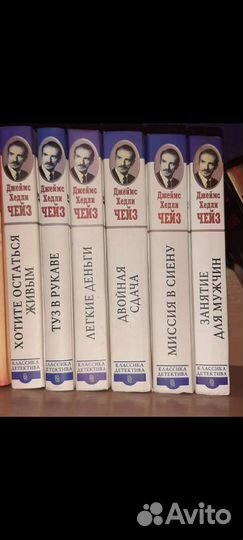 Джеймс
Хедли
ЧЕЙЗ
ХОТИТЕ ОСТАТЬСЯ
ЖИВЫМ
КЛАССИКА
ДЕТЕКТИВА
Джеймс
Хедли
ЧЕЙЗ
ТУЗ В РУКАВЕ
КЛАССИКА
ДЕТЕКТИВА
Джеймс
Хедли
ЧЕЙЗ
ЛЕГКИЕ ДЕНЬГИ
КЛАССИКА
ДЕТЕКТИВА
Джеймс
Хедли
ЧЕЙЗ
ДВОЙНАЯ
СДАЧА
КЛАССИКА
ДЕТЕКТИВА
Джеймс
Хедли
ЧЕЙЗ
МИССИЯ В СИЕНУ
КЛАССИКА
ДЕТЕКТИВА
Джеймс
Хедли
ЧЕЙЗ
ЗАНЯТИЕ
ДЛЯ МУЖЧИН
КЛАССИКА
ДЕТЕКТИВА
Avito